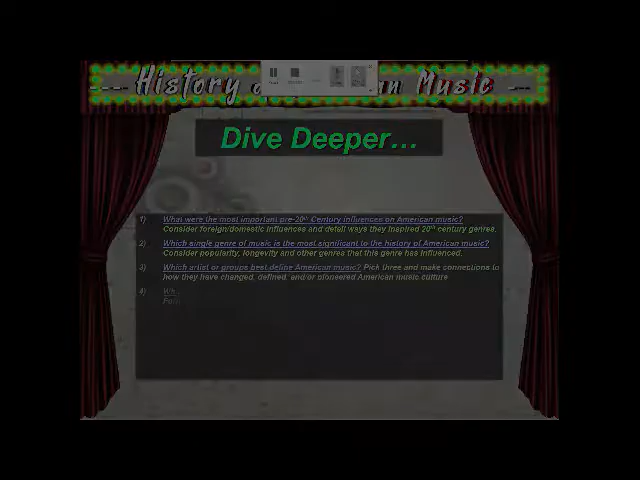 History o an Music
Dive Deeper...
1) What were the most important pre-20th Century influences on American music?
Consider foreign/domestic influences and detail ways they inspired 20th century genres.
2) Which single genre of music is the most significant to the history of American music?
Consider popularity, longevity and other genres that this genre has influenced.
3) Which artist or groups best define American music? Pick three and make connections to
how they have changed, defined, and/or pioneered American music culture
4) Wh